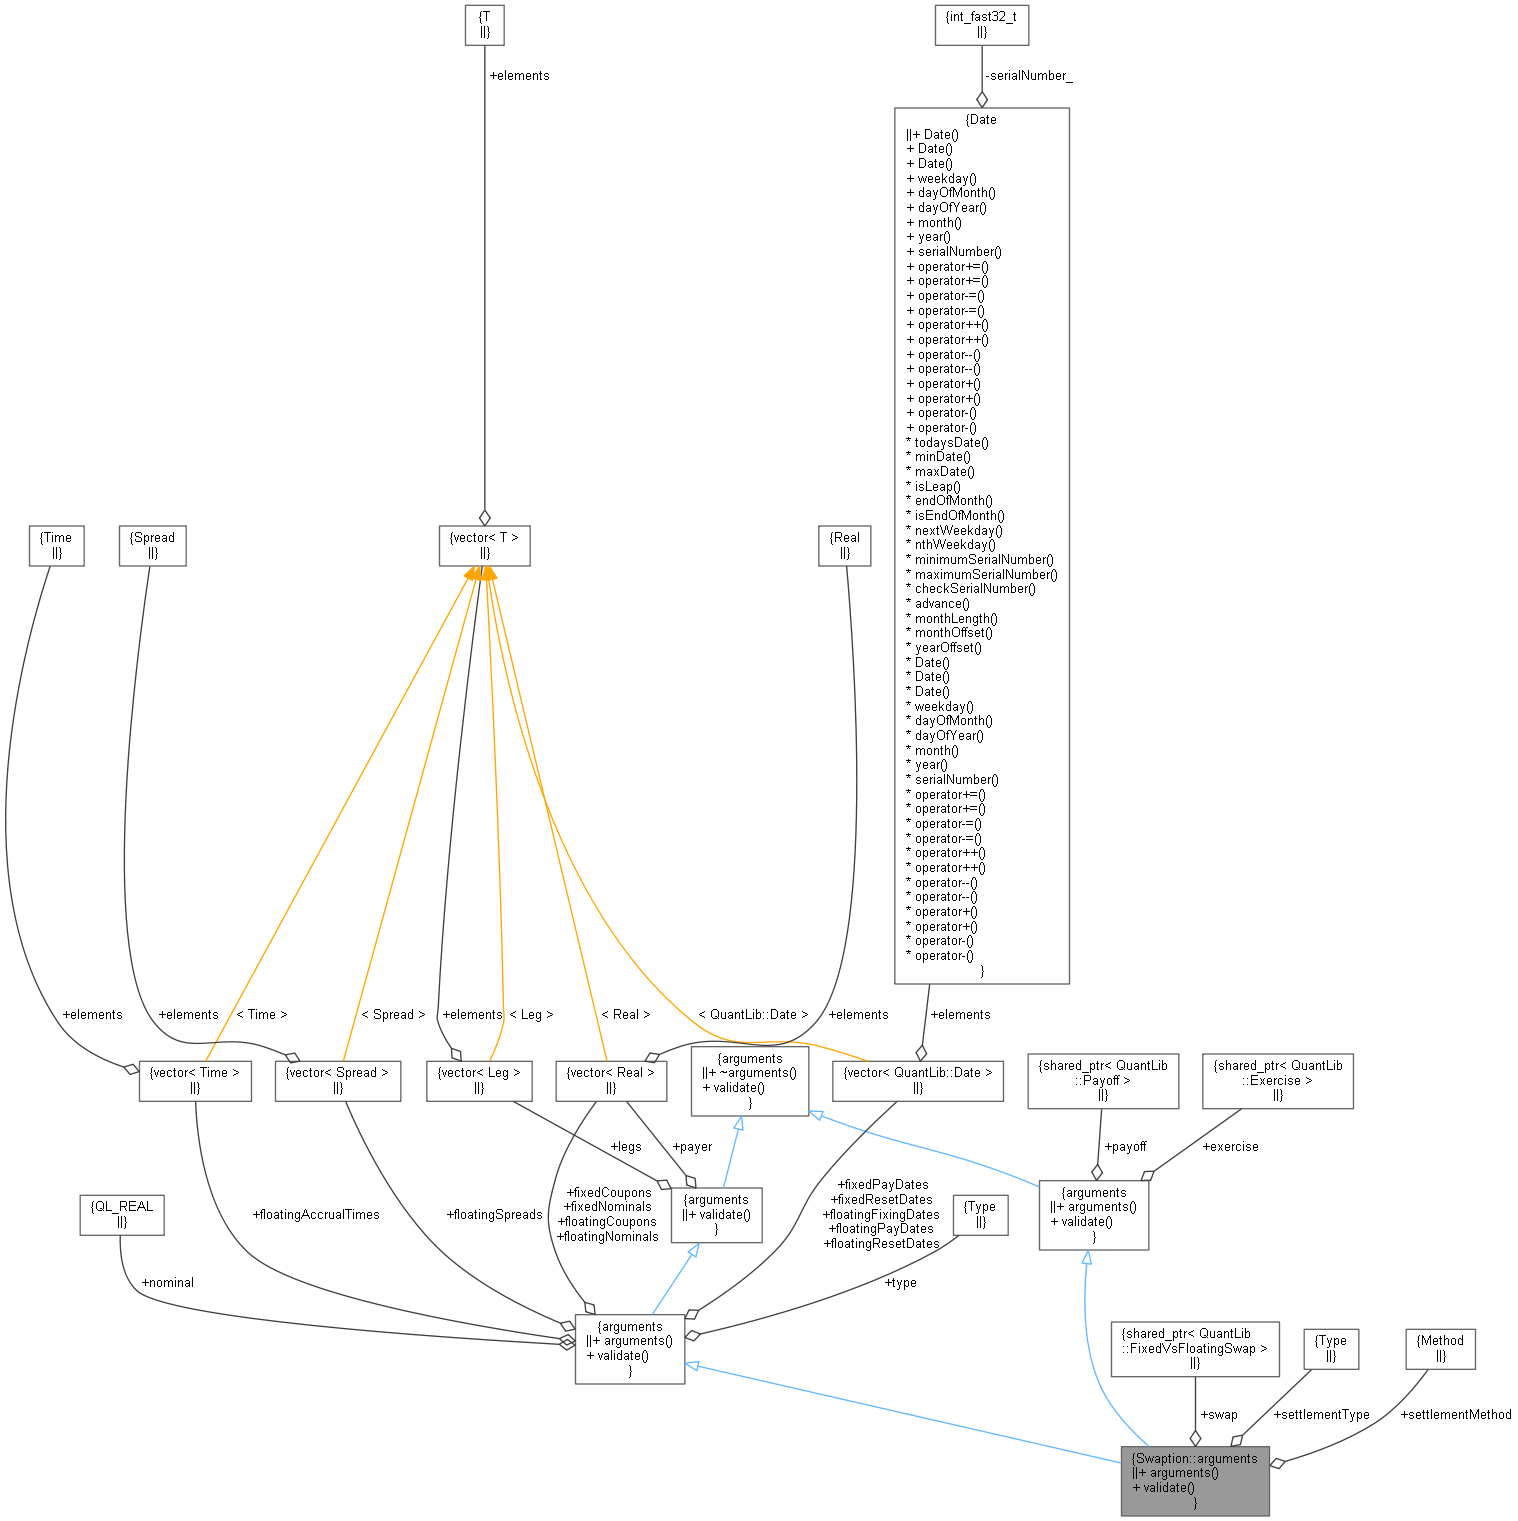 {T
||}
{int_fast32_t
||}
+elements
-serialNumber_
{Date
||+ Date()
+ Date()
+ Date()
+ weekday()
+ dayOfMonth()
+ dayOfYear()
+ month()
+ year()
+ serialNumber()
+ operator+=()
+ operator+=()
+ operator-=()
+ operator-=()
+ operator++()
+ operator++()
+ operator--()
+ operator--()
+ operator+()
+ operator+()
+ operator-()
+ operator-()
* todaysDate()
* minDate()
* maxDate()
* isLeap()
* endOfMonth()
* isEndOfMonth()
* nextWeekday()
* nthWeekday()
* minimumSerialNumber()
* maximumSerialNumber()
* checkSerialNumber()
* advance()
* monthLength()
* monthOffset()
* yearOffset()
* Date()
* Date()
* Date()
* weekday()
* dayOfMonth()
* dayOfYear()
* month()
* year()
* serialNumber()
* operator+=()
* operator+=()
* operator-=()
* operator-=()
* operator++()
* operator++()
* operator--()
* operator--()
* operator+()
* operator+()
* operator-()
* operator-()
}
{Time
||}
{Spread
||}
{vector< T >
||}
{Real
||}
+elements
+elements
< Time >
< Spread >
+elements
< Leg >
< Real >
< QuantLib::Date >
+elements
+elements
{vector< Time >
||}
{vector< Spread >
||}
{vector< Leg >
||}
{vector< Real >
||}
{arguments
||+ ~arguments()
+ validate()
}
{vector< QuantLib::Date >
||}
{shared_ptr< QuantLib
::Payoff >
||}
{shared_ptr< QuantLib
::Exercise >
||}
+legs
+payer
+payoff
+exercise
{QL_REAL
||}
+floatingAccrualTimes
+floatingSpreads
+fixedCoupons
+fixedNominals
+floatingCoupons
+floatingNominals
{arguments
||+ validate()
}
+fixedPayDates
+fixedResetDates
+floatingFixingDates
+floatingPayDates
+floatingResetDates
{Type
||}
{arguments
||+ arguments()
+ validate()
}
+nominal
+type
{arguments
||+ arguments()
+ validate()
}
{shared_ptr< QuantLib
::FixedVsFloatingSwap >
||}
{Type
||}
{Method
||}
+swap
+settlementType
+settlementMethod
{Swaption::arguments
||+ arguments()
+ validate()
}